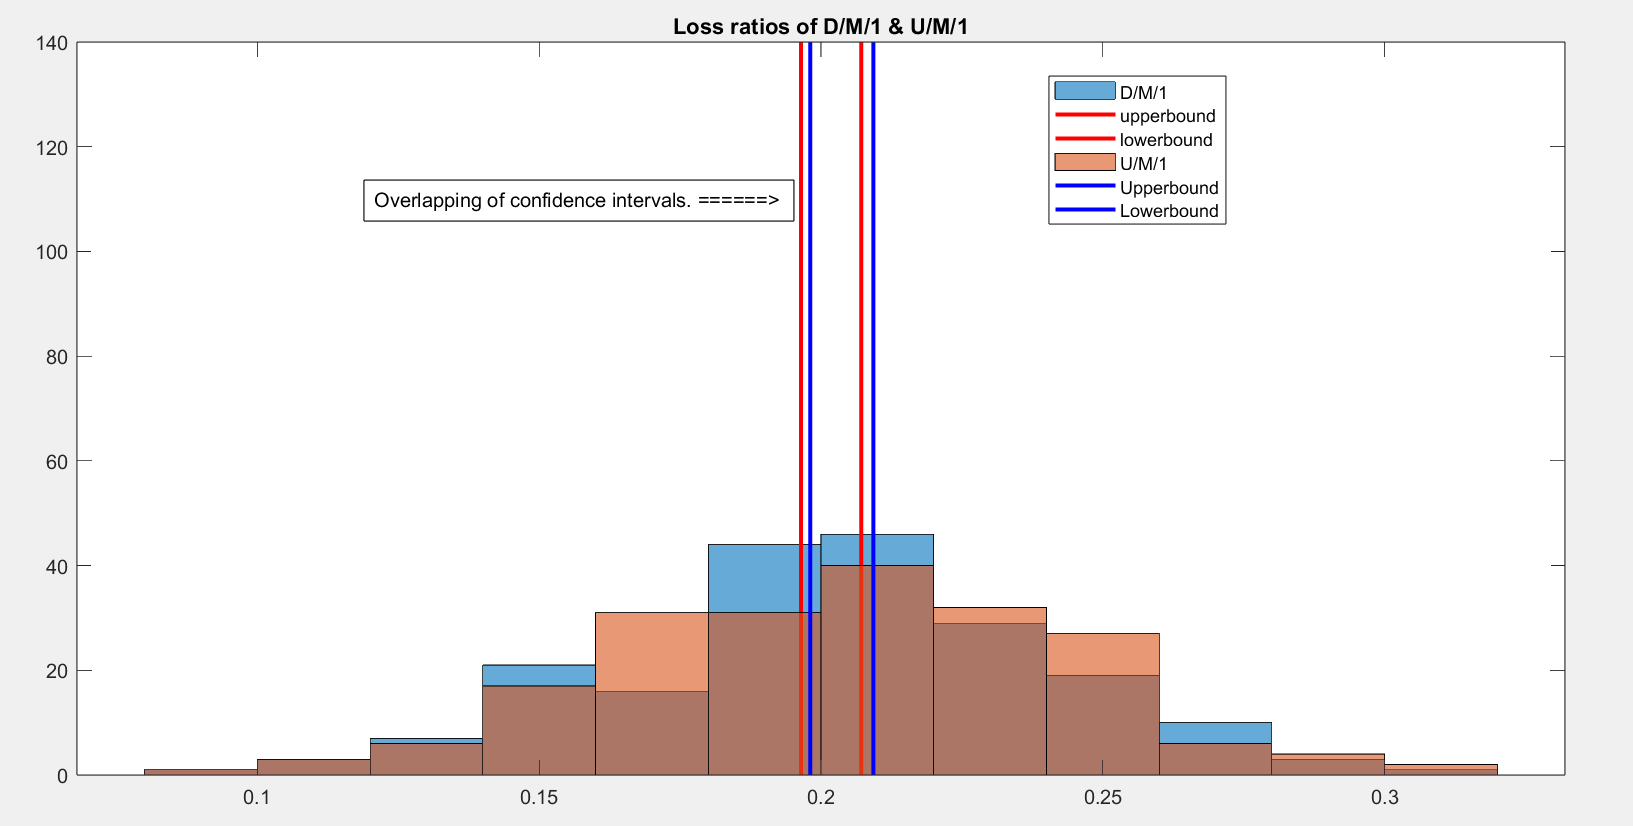 Loss ratios of D/M/1 & U/M/1
140
120
100
80
60
40
20
0
D/M/1
upperbound
lowerbound
U/M/1
Upperbound
Lowerbound
Overlapping of confidence intervals. ======>
0.1
0.15
0.2
0.25
0.3